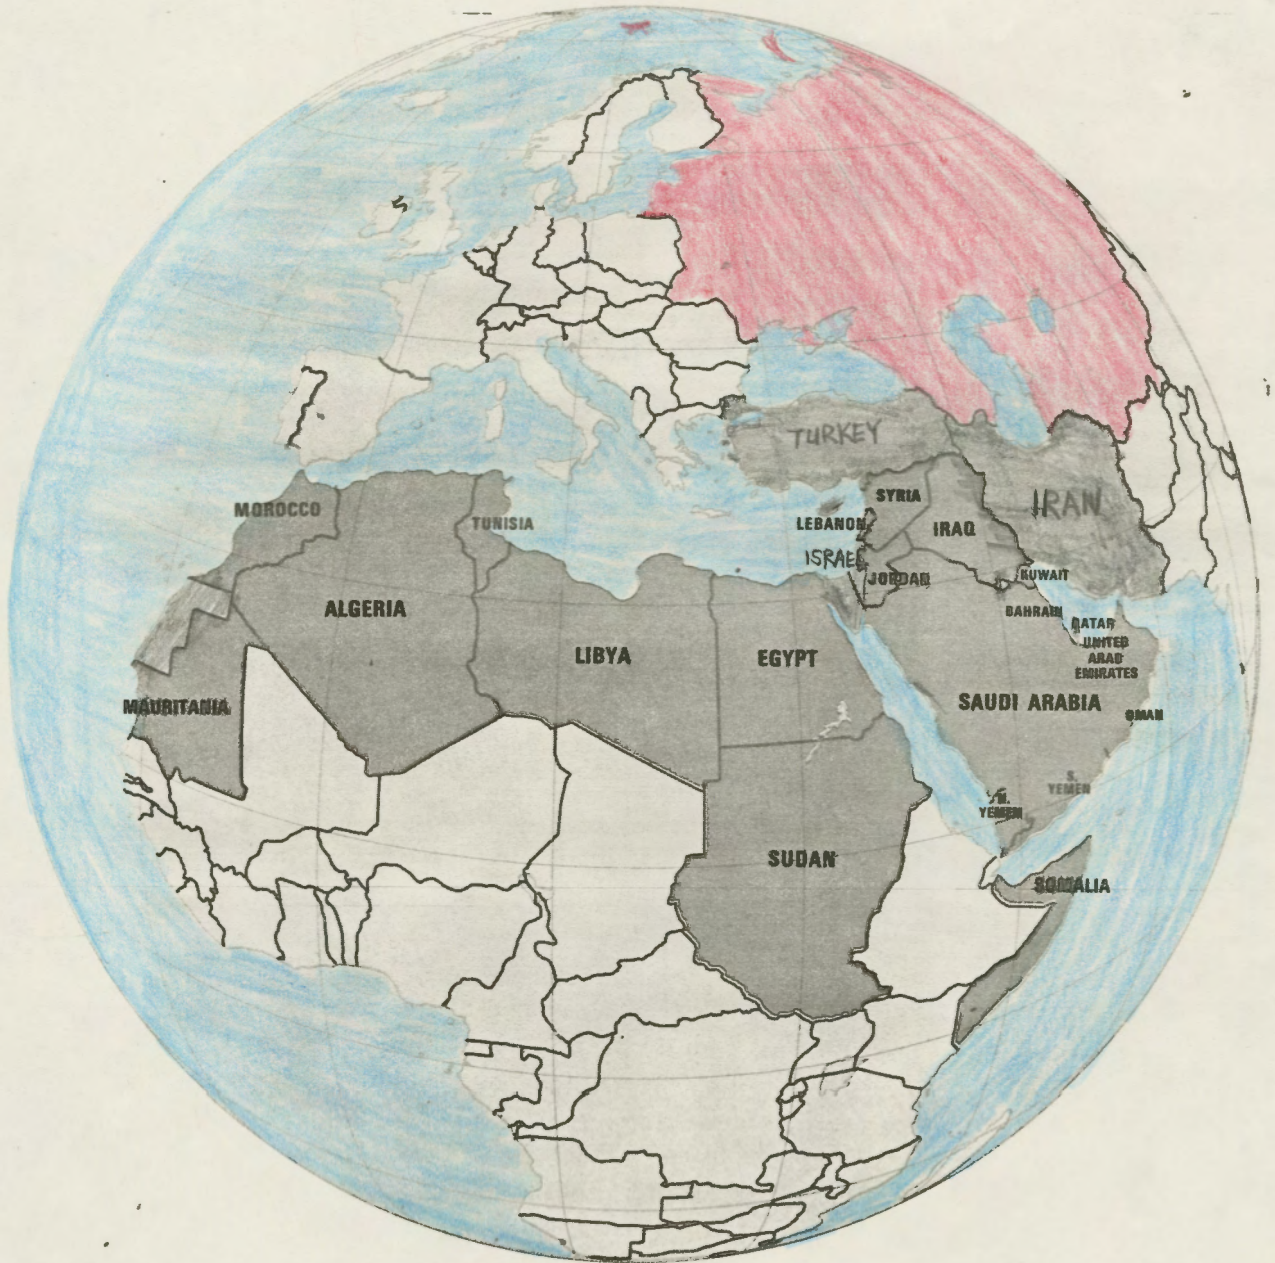 TURKEY
SYRIA
IRAN
MOROCCO
TUNISIA
LEBANON
IRAQ
ISRAEL
JORDAN
KUWAIT
ALGERIA
BAHRAIN
QATAR
LIBYA
EGYPT
UNITED
ARAB
EMIRATES
MAURITANIA
SAUDI ARABIA
OMAN
S.
YEMEN
N.
YEMEN
SUDAN
SOMALIA